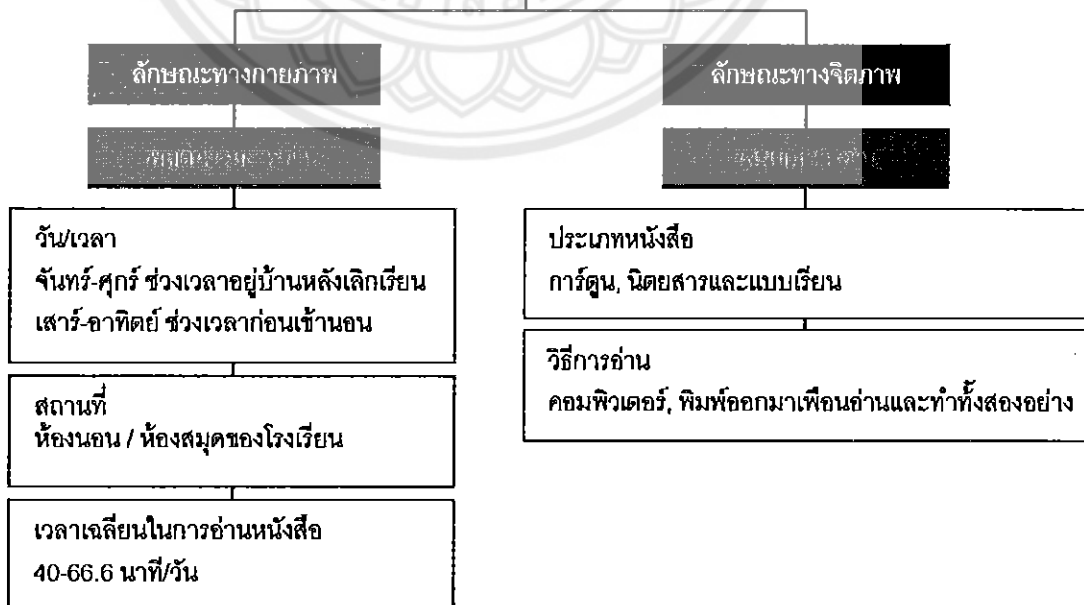 ลักษณะทางกายภาพ
วัน/เวลา
จันทร์-ศุกร์ ช่วงเวลาอยู่บ้านหลังเลิกเรียน
เสาร์-อาทิตย์ ช่วงเวลาก่อนเข้านอน
สถานที่
ห้องนอน / ห้องสมุดของโรงเรียน
เวลาเฉลี่ยนในการอ่านหนังสือ
40-66.6 นาที/วัน
ลักษณะทางจิตภาพ
ประเภทหนังสือ
การ์ตูน, นิตยสารและแบบเรียน
วิธีการอ่าน
คอมพิวเตอร์, พิมพ์ออกมาเพือนอ่านและทำทั้งสองอย่าง